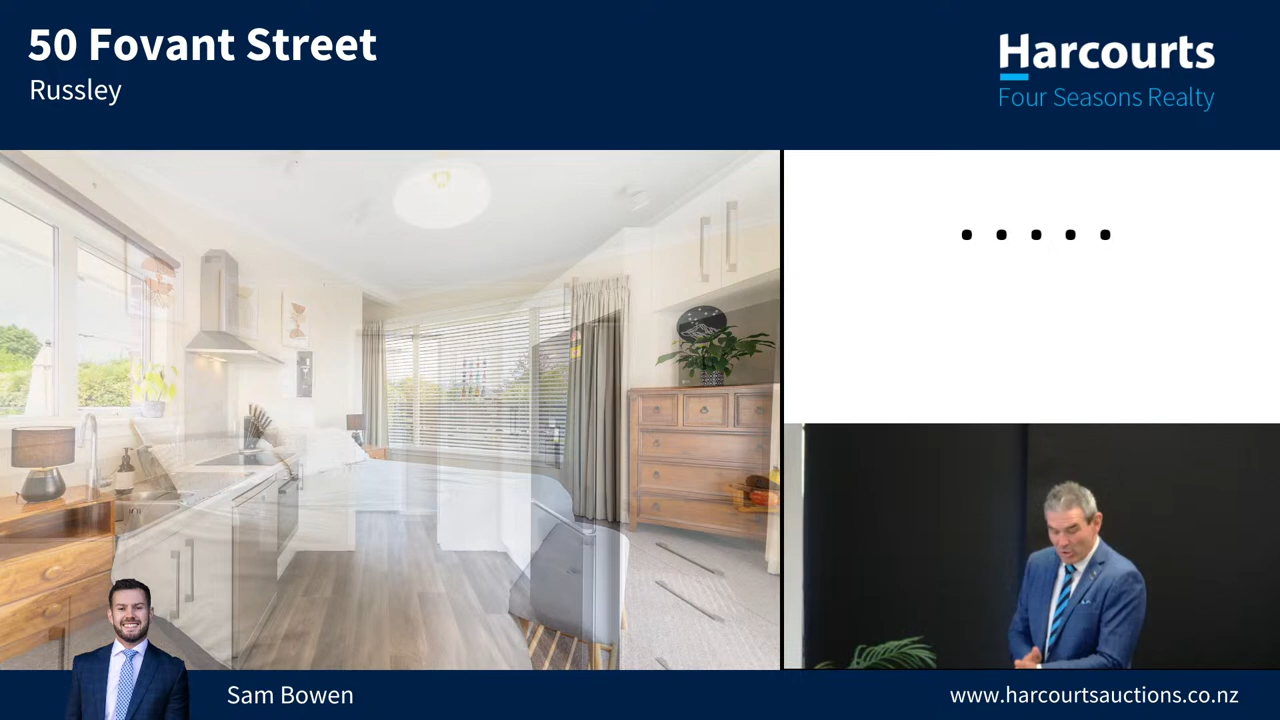 50 Fovant Street
Russley
Harcourts
Four Seasons Realty
. . . . .
Sam Bowen
www.harcourtsauctions.co.nz